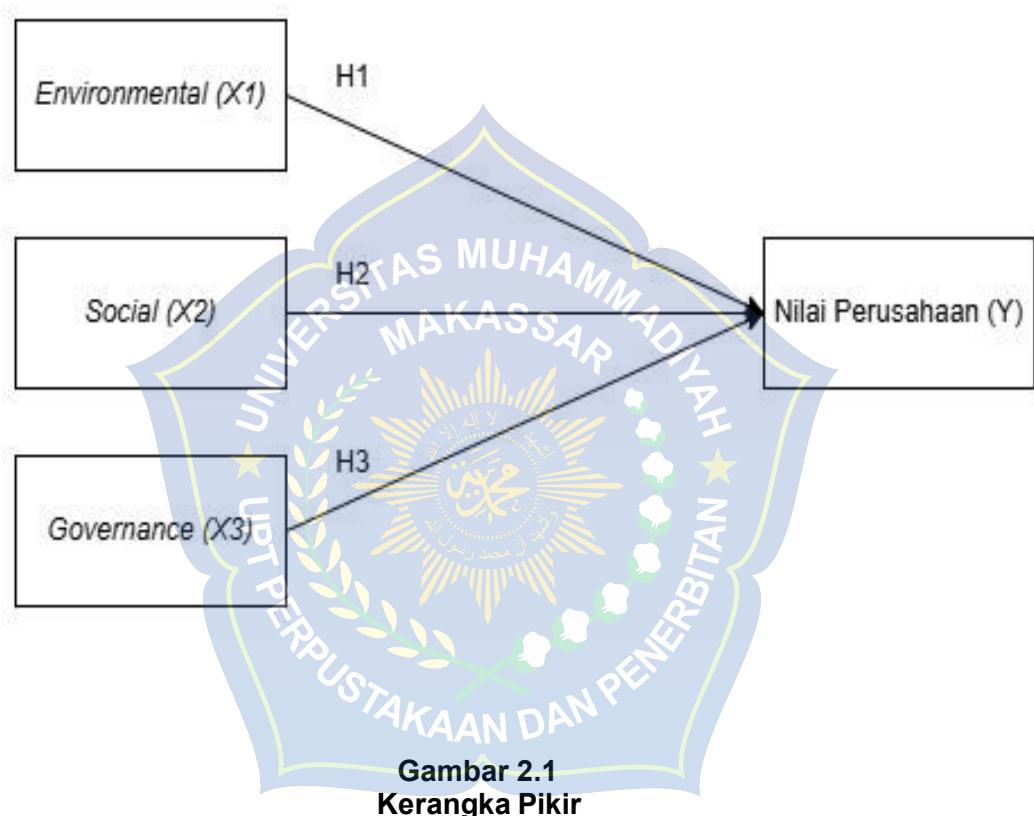 Environmental (X1)
H1
Social (X2)
H2
Nilai Perusahaan (Y)
Governance (X3)
H3
UNIVERSITAS MUHAMMADIYAH
MAKASSAR
UPT PERPUSTAKAAN DAN PENERBITAN
Gambar 2.1
Kerangka Pikir